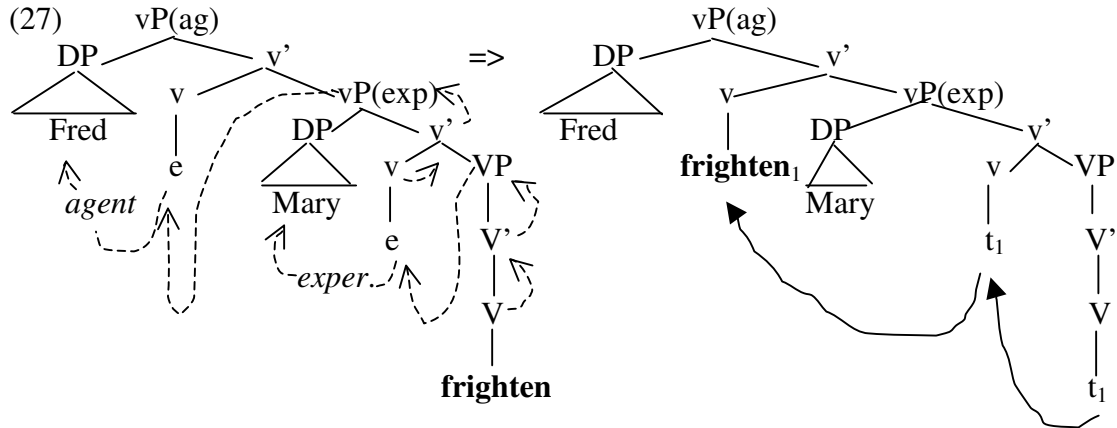 (27) vP(ag) vP(ag)
DP v' => DP v'
v vP(exp) v vP(exp)
Fred Fred
DP v' DP v'
e frighten₁
agent v VP v VP
Mary Mary
e V' t₁ V'
exper.
V V
frighten t₁